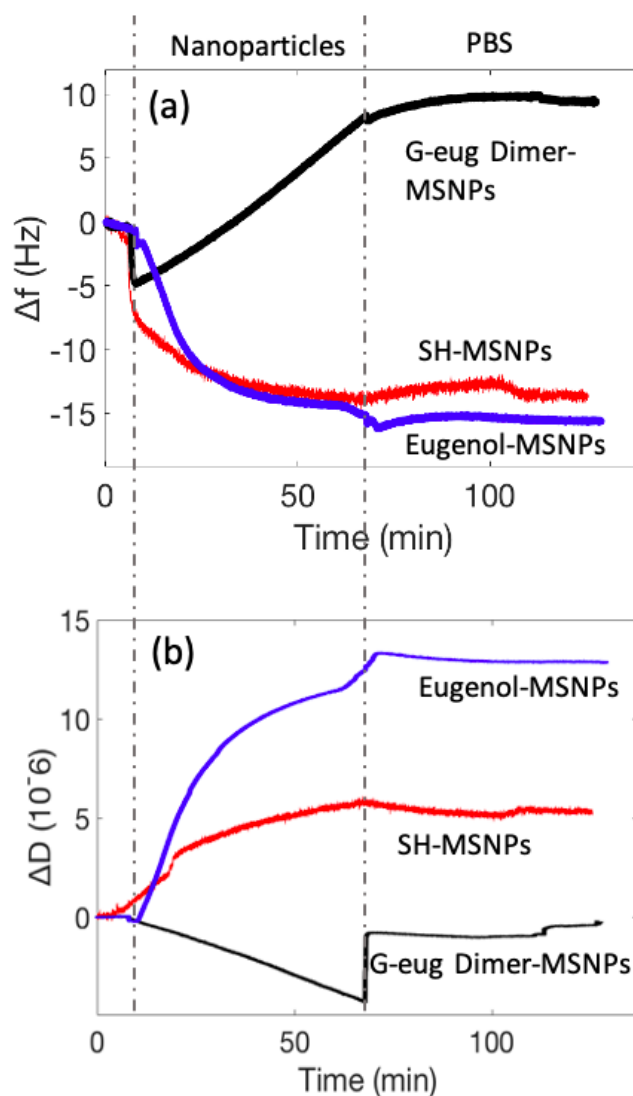 Nanoparticles PBS
(a)
10
5
0
-5
-10
-15
Δf (Hz)
G-eug Dimer-
MSNPs
SH-MSNPs
Eugenol-MSNPs
0 50 100
Time (min)
(b)
15
10
5
0
ΔD (10^-6)
Eugenol-MSNPs
SH-MSNPs
G-eug Dimer-MSNPs
0 50 100
Time (min)